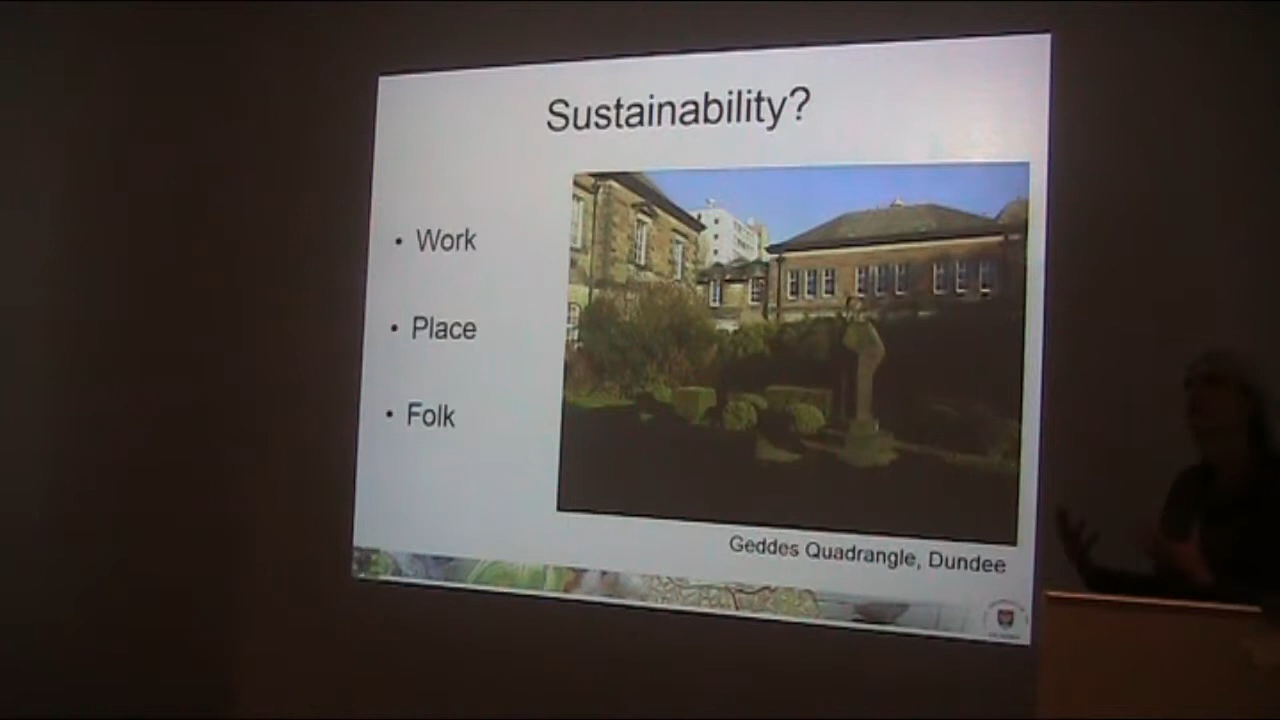 Sustainability?
• Work
• Place
• Folk
Geddes Quadrangle, Dundee